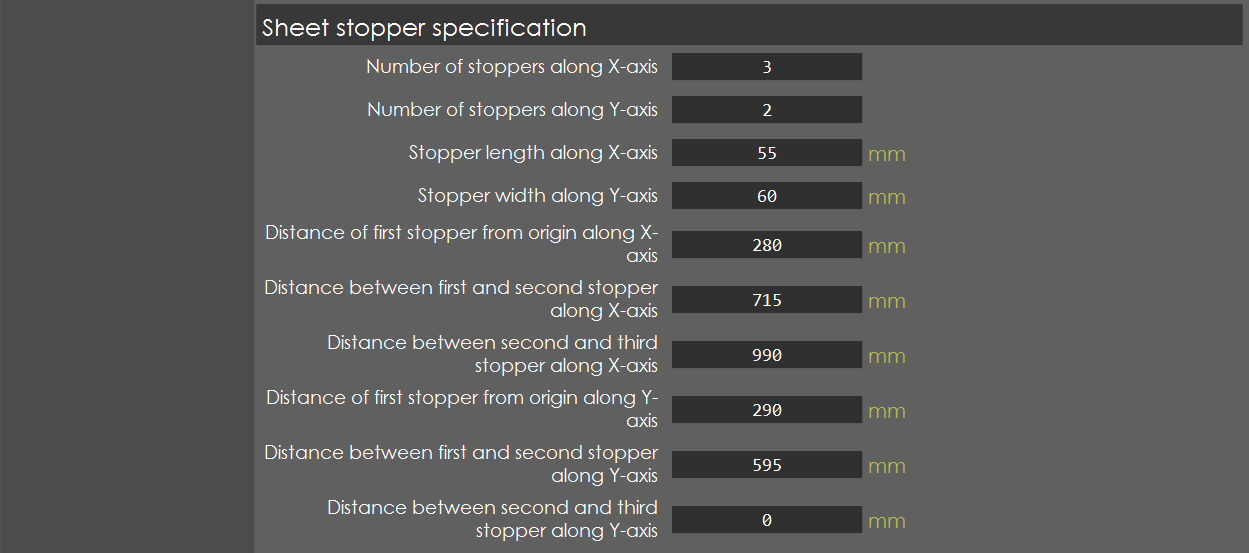 Sheet stopper specification
Number of stoppers along X-axis 3
Number of stoppers along Y-axis 2
Stopper length along X-axis 55 mm
Stopper width along Y-axis 60 mm
Distance of first stopper from origin along X-
axis 280 mm
Distance between first and second stopper
along X-axis 715 mm
Distance between second and third
stopper along X-axis 990 mm
Distance of first stopper from origin along Y-
axis 290 mm
Distance between first and second stopper
along Y-axis 595 mm
Distance between second and third
stopper along Y-axis 0 mm